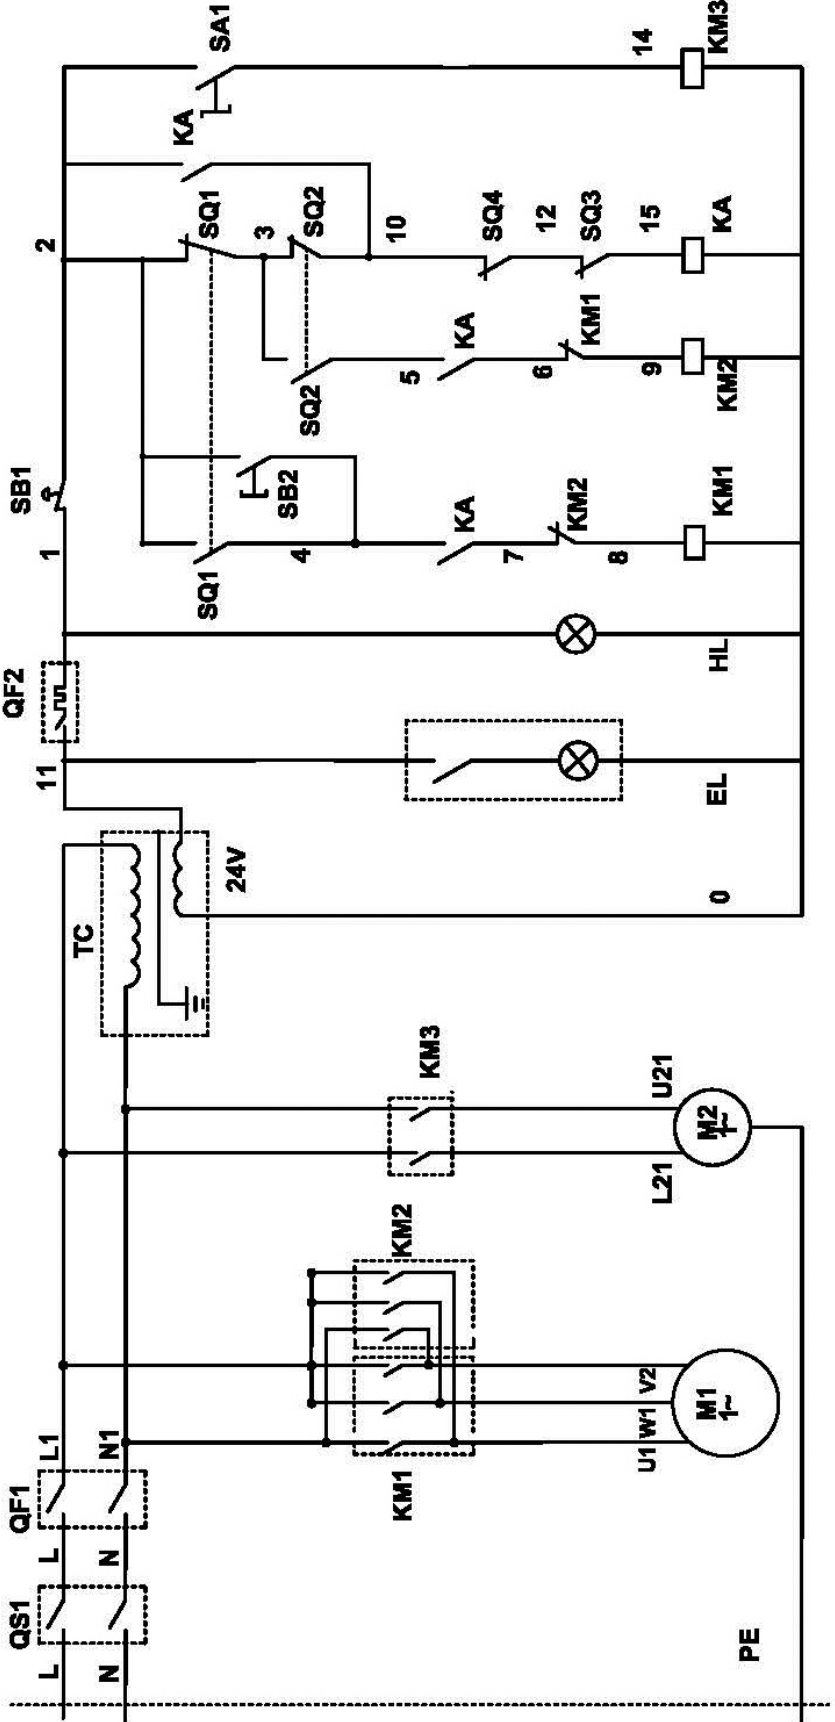 QS1
L
L
N
N
QF1
L1
N1
PE
KM1
KM2
U1 W1 V2
M1
1~
KM3
L21
U21
M2
1~
TC
24V
0
11
EL
QF2
HL
1
SB1
SQ1
4
SB2
KA
7
KM2
8
KM1
SQ2
5
KA
6
KM1
9
KM2
2
SQ1
3
SQ2
10
SQ4
12
SQ3
15
KA
KA
SA1
14
KM3